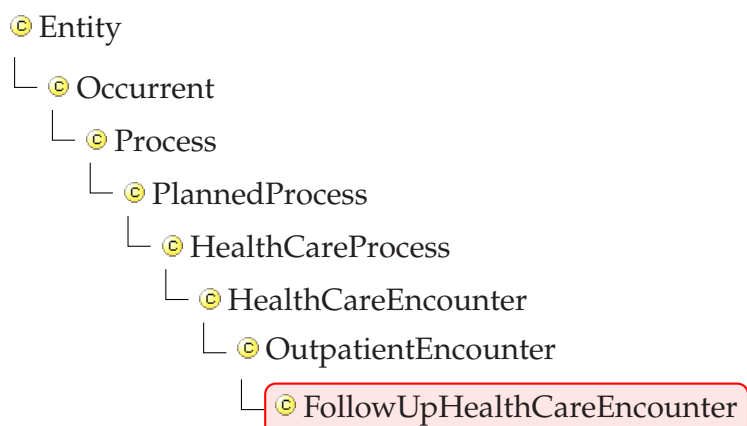 Entity
Occurrent
Process
PlannedProcess
HealthCareProcess
HealthCareEncounter
OutpatientEncounter
FollowUpHealthCareEncounter